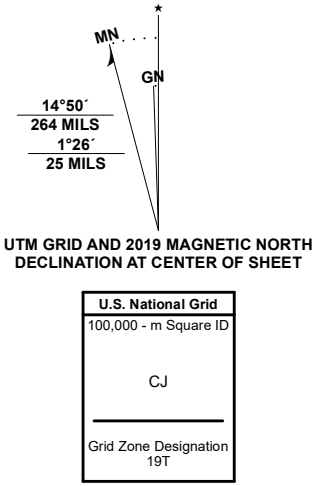 ★
MN
GN
14°50´
264 MILS
1°26´
25 MILS
UTM GRID AND 2019 MAGNETIC NORTH
DECLINATION AT CENTER OF SHEET
U.S. National Grid
100,000 - m Square ID
CJ
Grid Zone Designation
19T